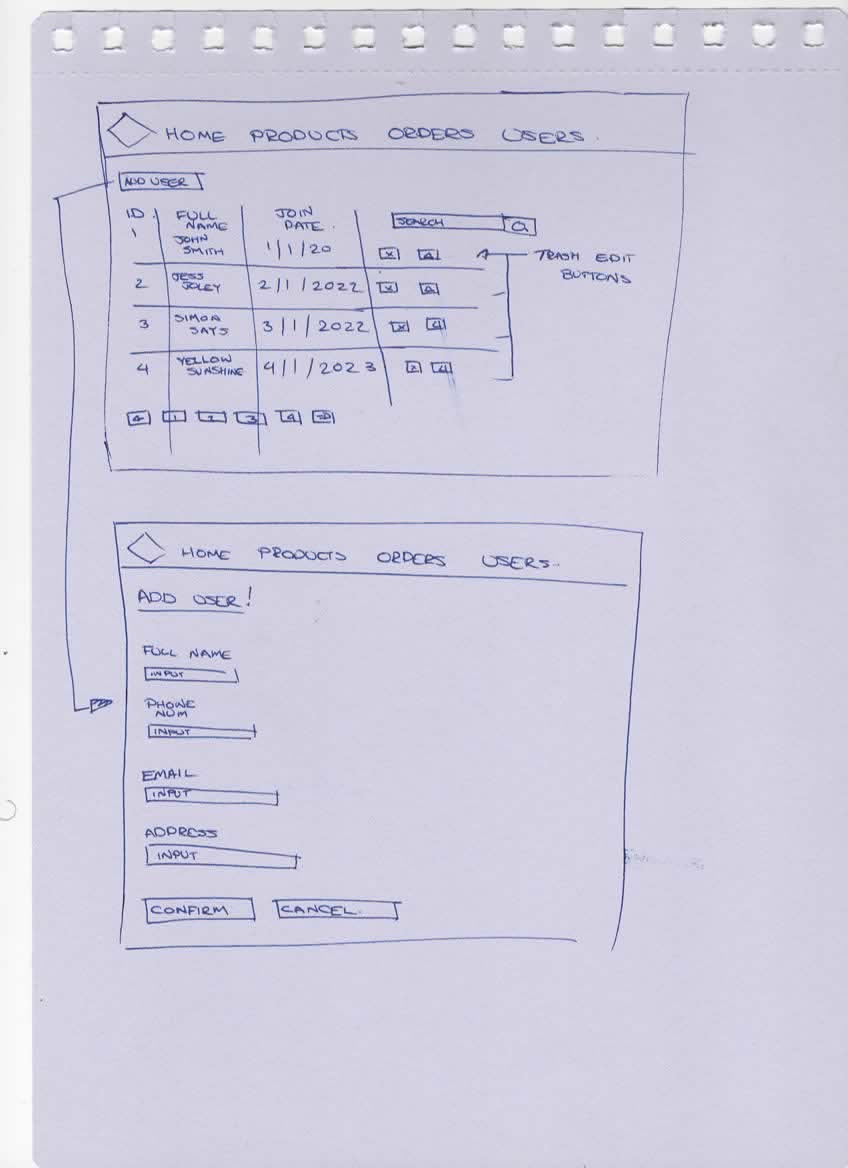 HOME PRODUCTS ORDERS USERS.
ADD USER
ID FULL NAME JOIN DATE. SEARCH
1 JOHN SMITH 1/1/20 X
TRASH EDIT
BUTTONS
2 JESS JOLEY 2/1/2022 X
3 SIMOA SAYS 3/1/2022 X
4 YELLOW SUNSHINE 4/1/2023
1 2 3 4
HOME PRODUCTS ORDERS USERS.
ADD USER!
FULL NAME
INPUT
PHONE
NUM
INPUT
EMAIL
INPUT
ADDRESS
INPUT
CONFIRM CANCEL.